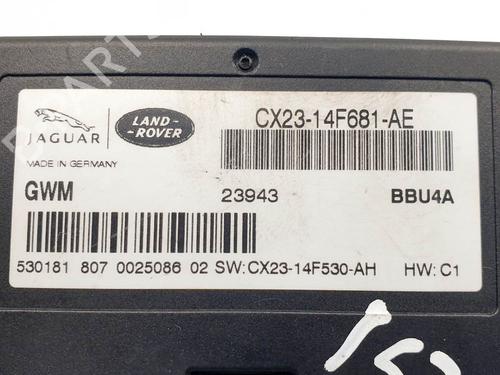 JAGUAR
LAND-
-ROVER
CX23-14F681-AE
MADE IN GERMANY
GWM 23943 BBU4A
530181 807 0025086 02 SW:CX23-14F530-AH HW: C1